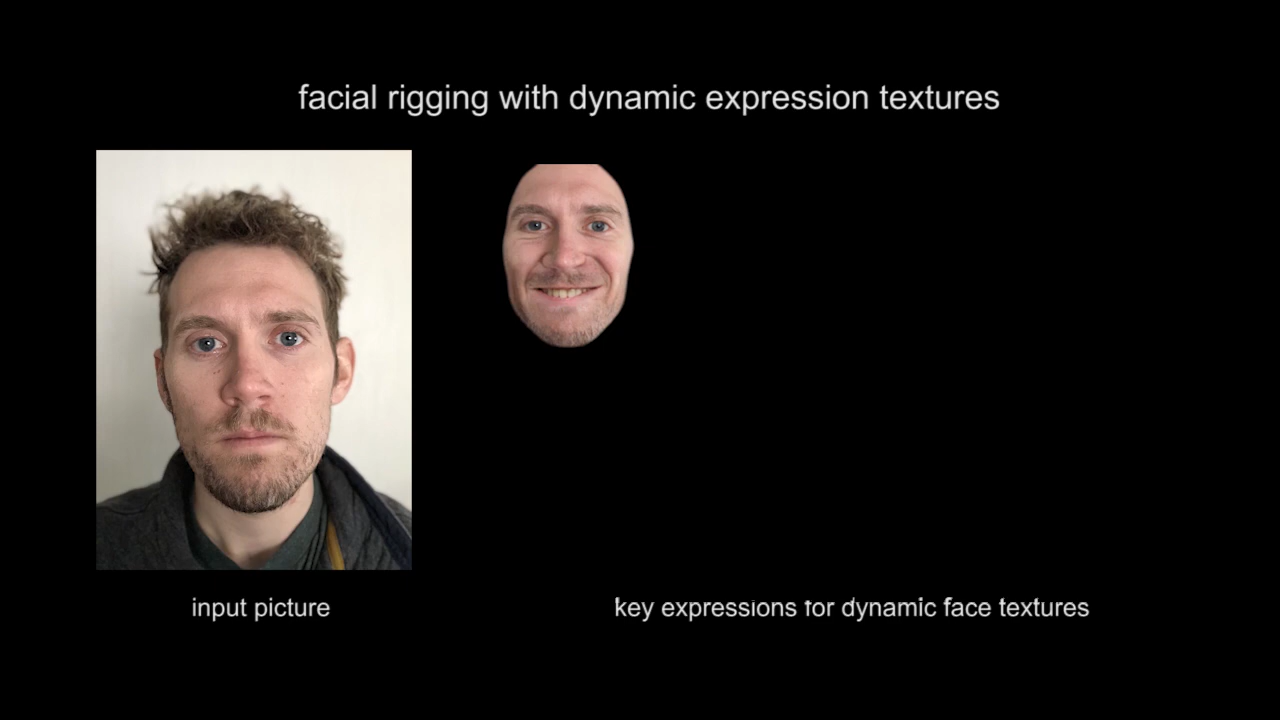 facial rigging with dynamic expression textures
input picture
key expressions for dynamic face textures